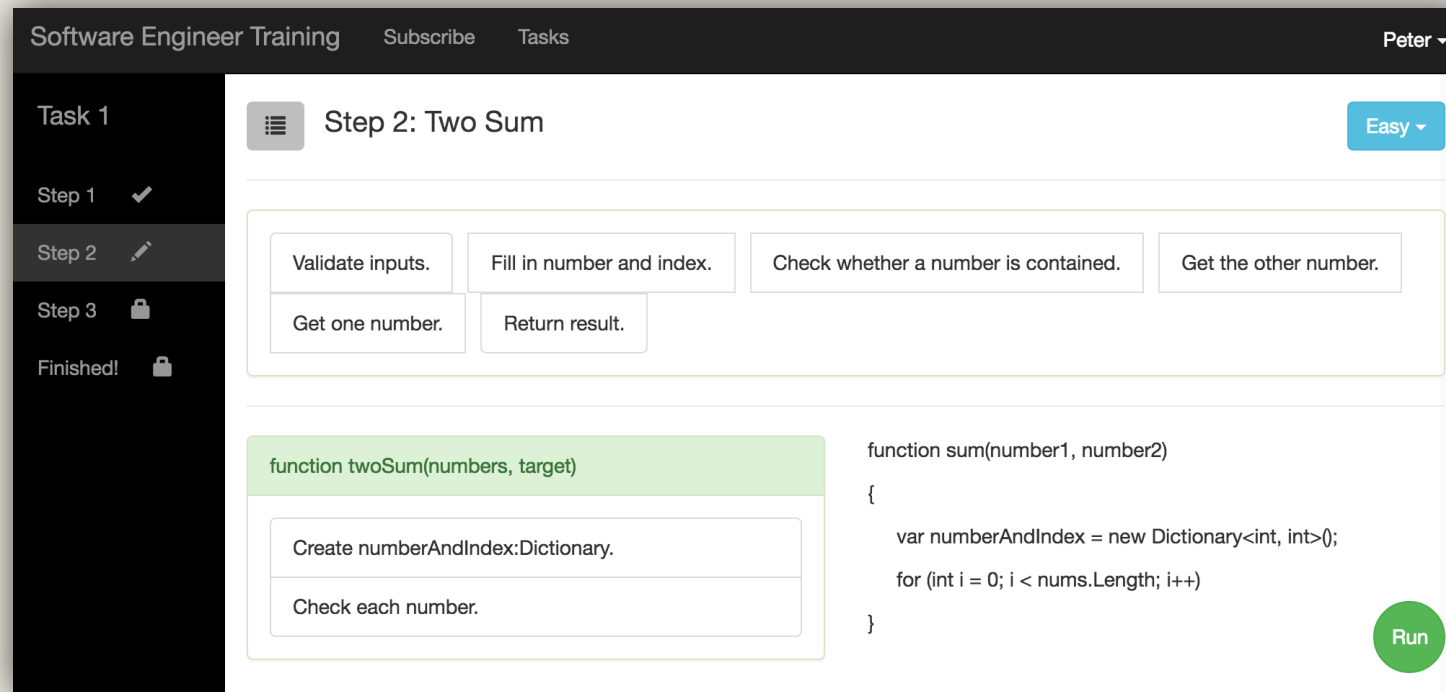 Software Engineer Training Subscribe Tasks Peter
Task 1
Step 1
Step 2
Step 3
Finished!
Step 2: Two Sum
Easy
Validate inputs. Fill in number and index. Check whether a number is contained. Get the other number.
Get one number. Return result.
function twoSum(numbers, target)
Create numberAndIndex:Dictionary.
Check each number.
function sum(number1, number2)
{
var numberAndIndex = new Dictionary<int, int>();
for (int i = 0; i < nums.Length; i++)
}
Run